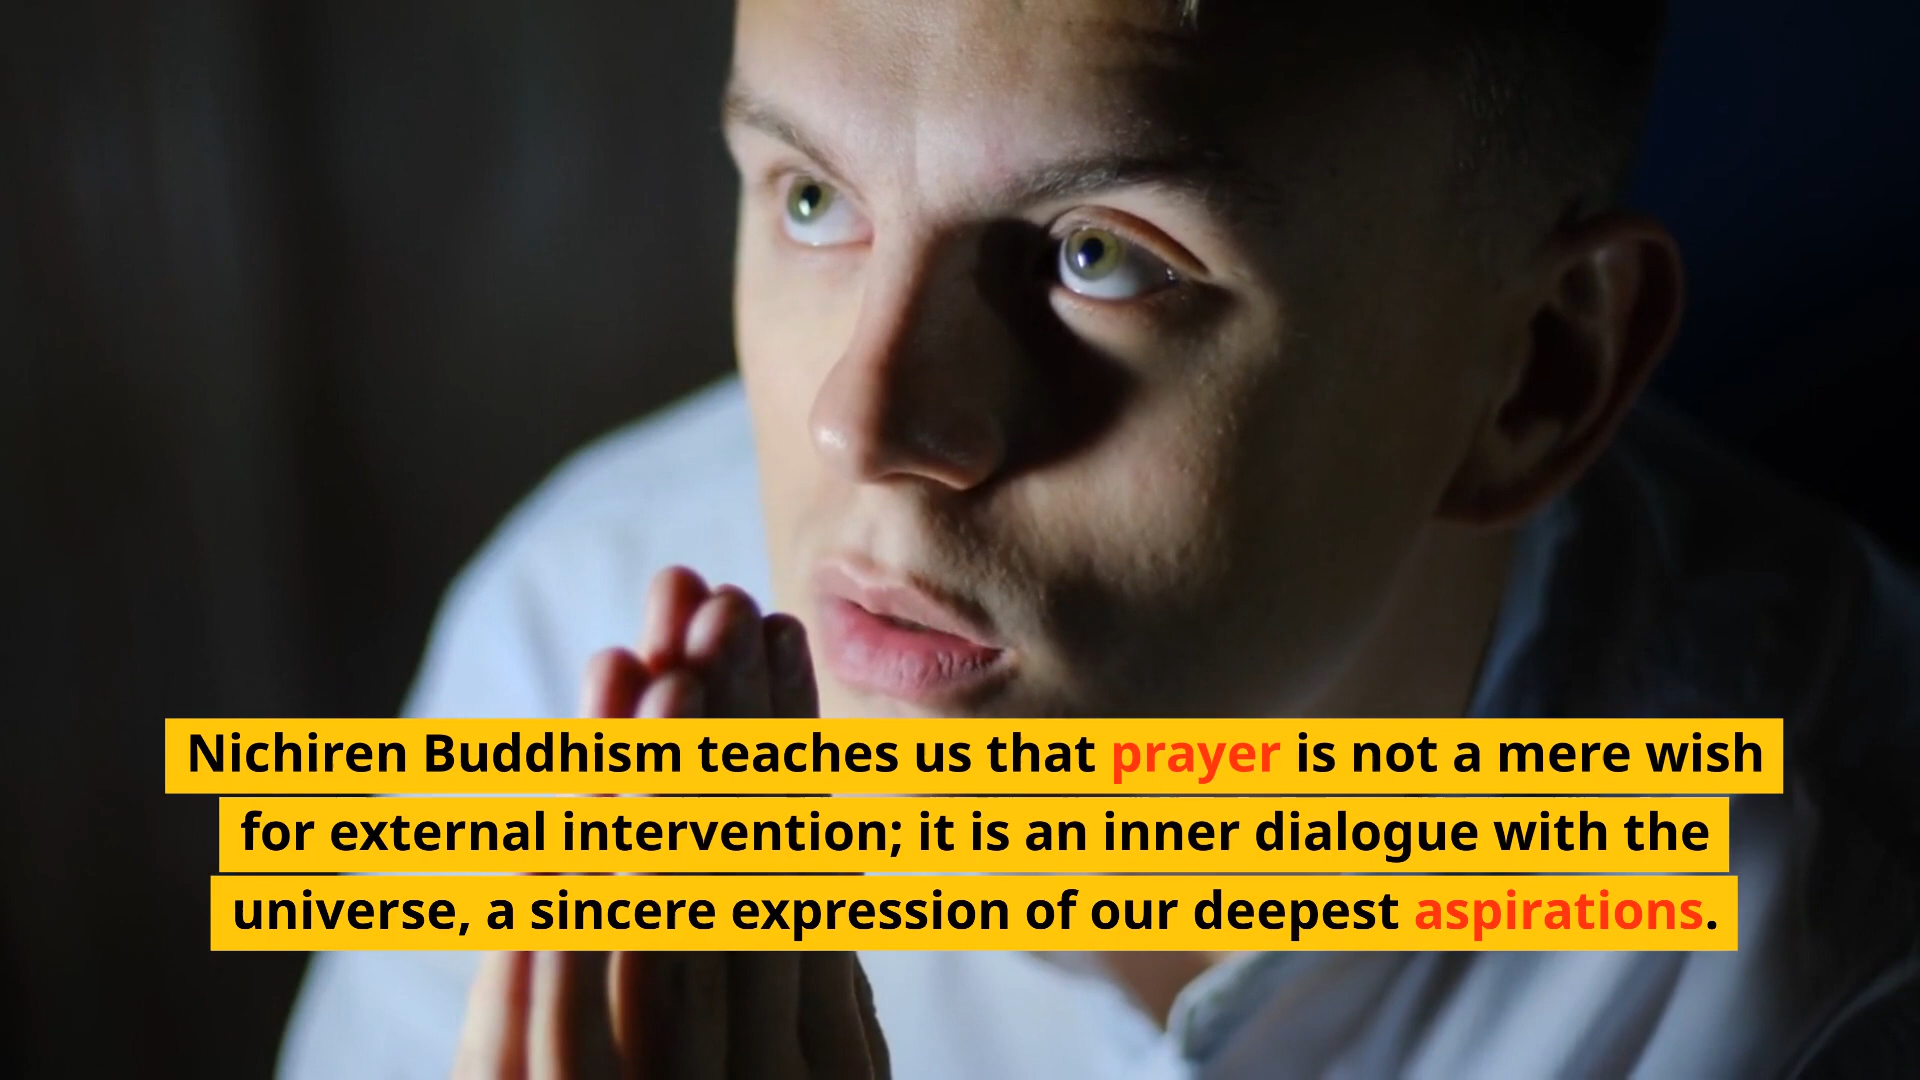 Nichiren Buddhism teaches us that prayer is not a mere wish
for external intervention; it is an inner dialogue with the
universe, a sincere expression of our deepest aspirations.